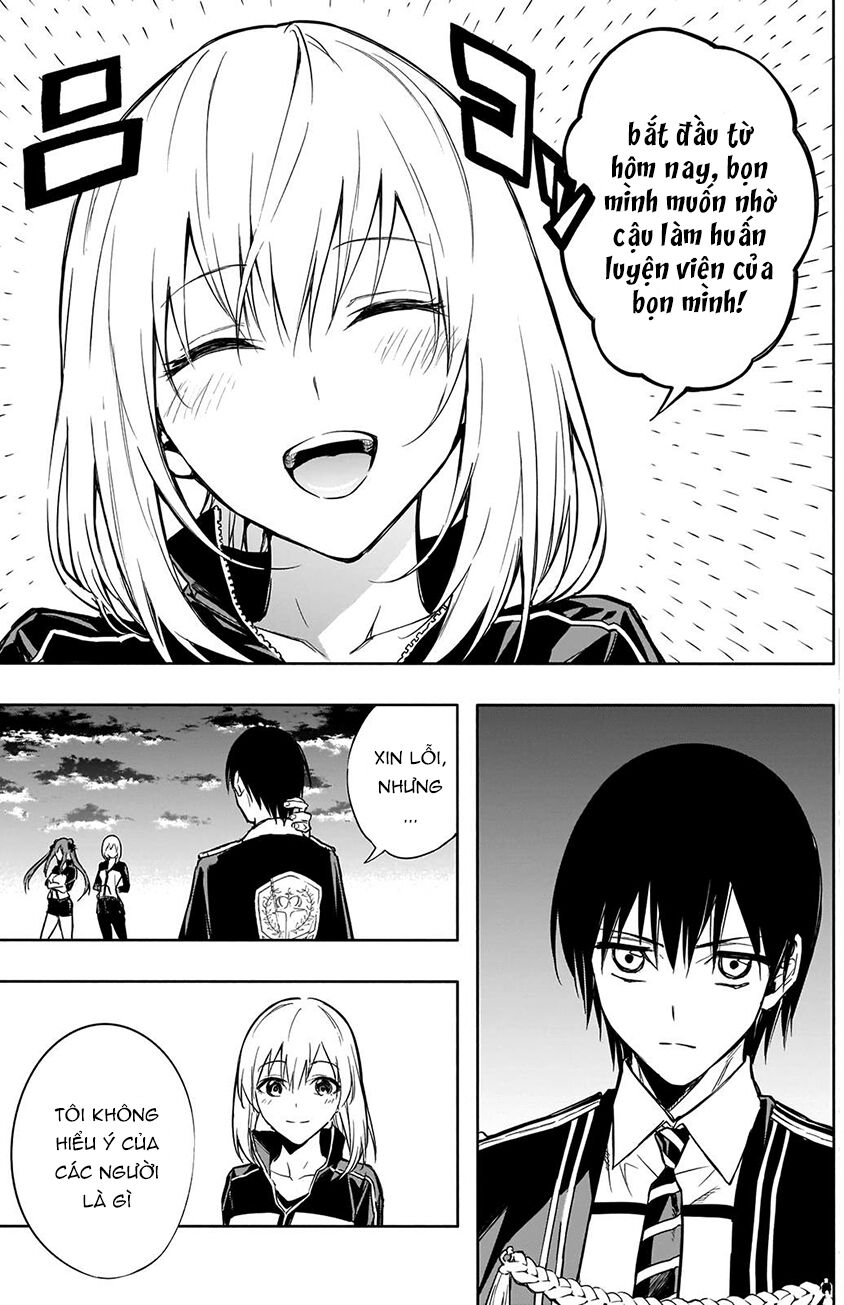 bắt đầu từ
hôm nay, bọn
mình muốn nhờ
cậu làm huấn
luyện viên của
bọn mình!
XIN LỖI,
NHƯNG
...
TÔI KHÔNG
HIỂU Ý CỦA
CÁC NGƯỜI
LÀ GÌ